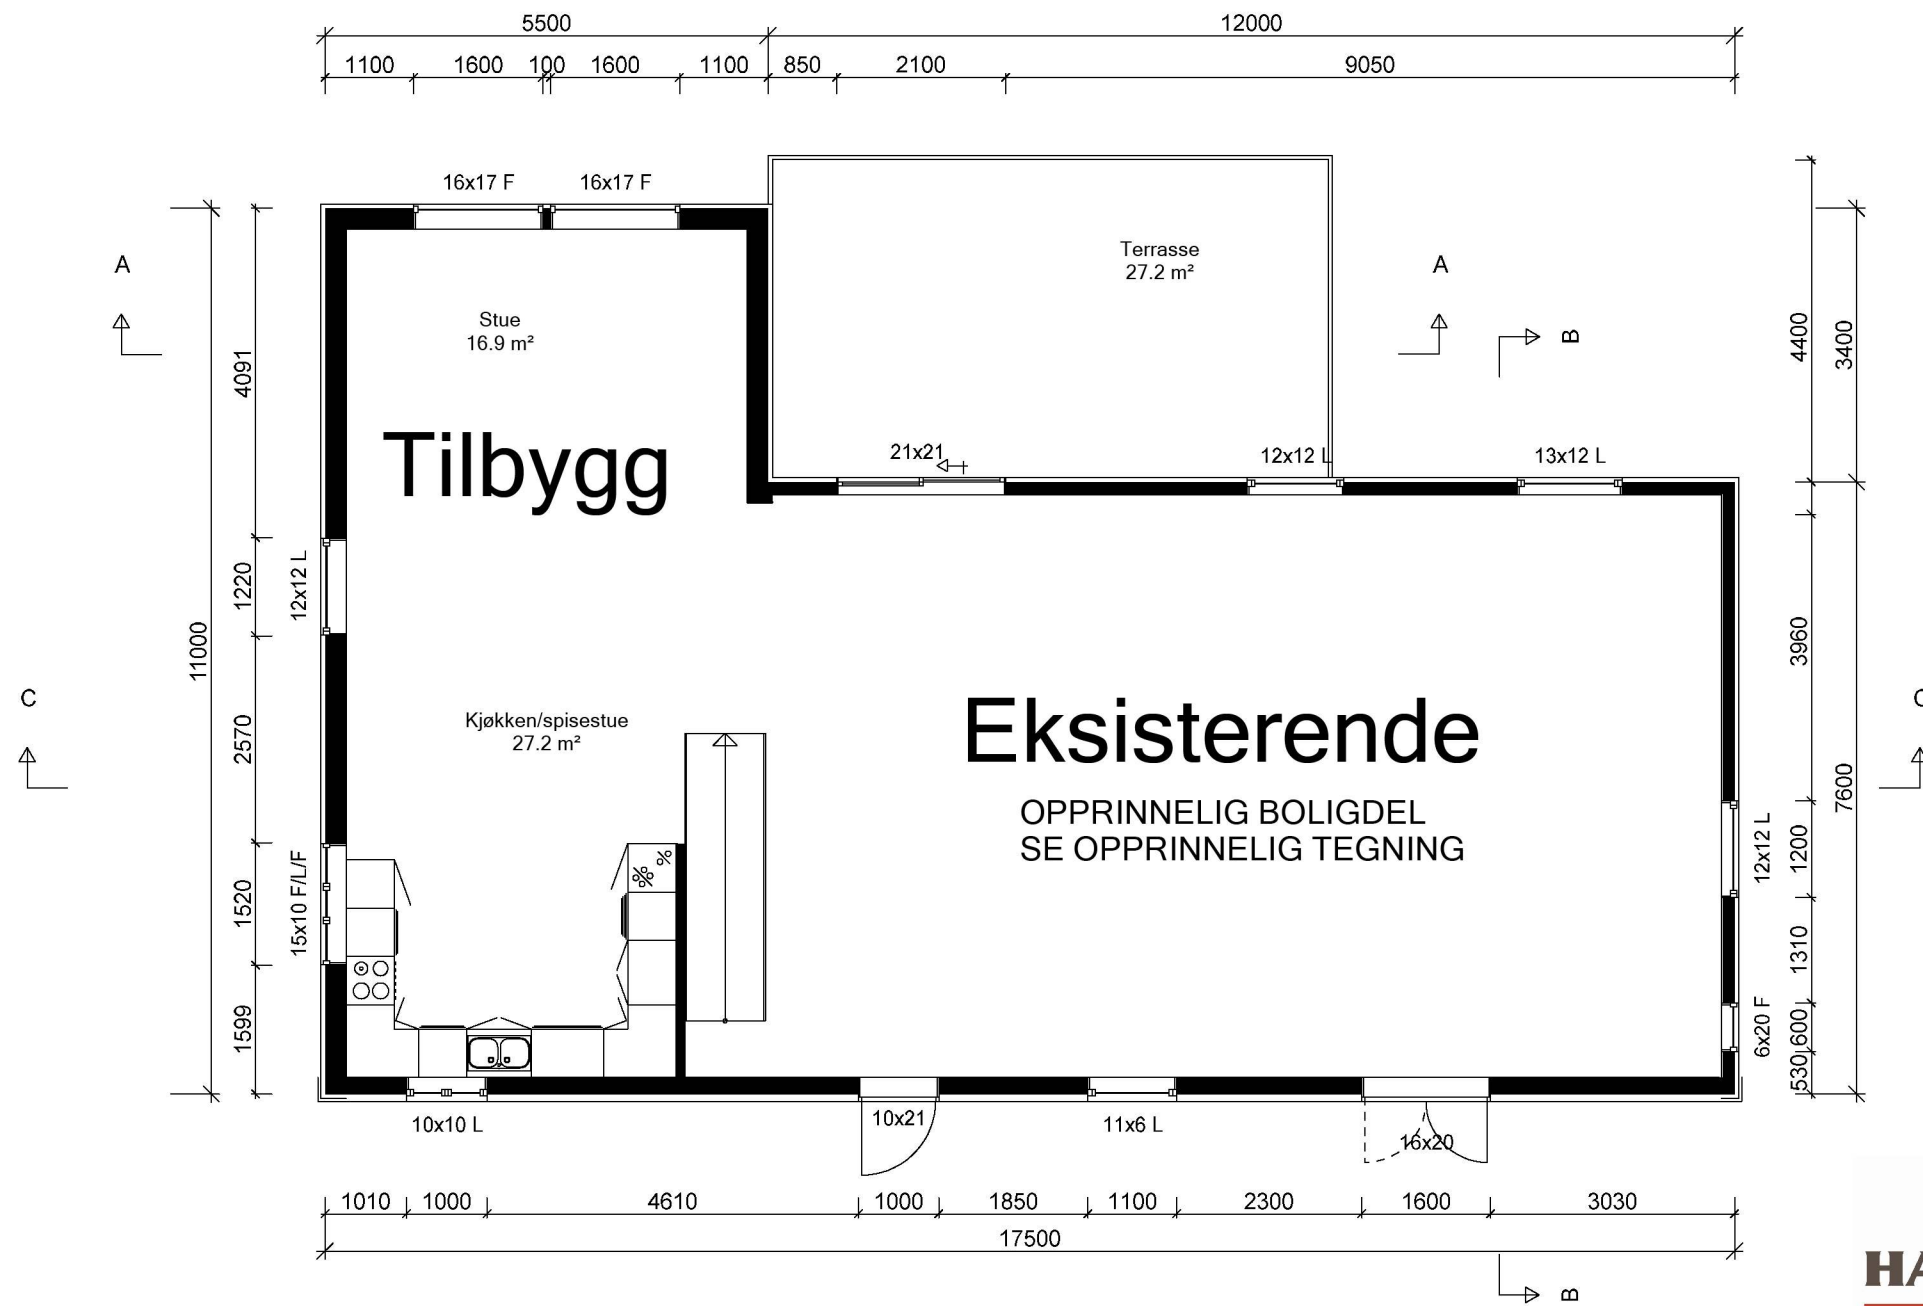 5500 12000
1100 1600 100 1600 1100 850 2100 9050
16x17 F 16x17 F
Terrasse
27.2 m²
A A
Stue
16.9 m²
B
4400
3400
4091
Tilbygg
21x21 12x12 L 13x12 L
1220
12x12 L
11000
3960
C
Kjøkken/spisestue
27.2 m²
2570
Eksisterende
OPPRINNELIG BOLIGDEL
SE OPPRINNELIG TEGNING
7600
12x12 L
1200
1520
15x10 F/L/F
1310
1599
6x20 F
600
530
10x10 L 10x21 11x6 L 16x20
1010 1000 4610 1000 1850 1100 2300 1600 3030
17500
B
HA